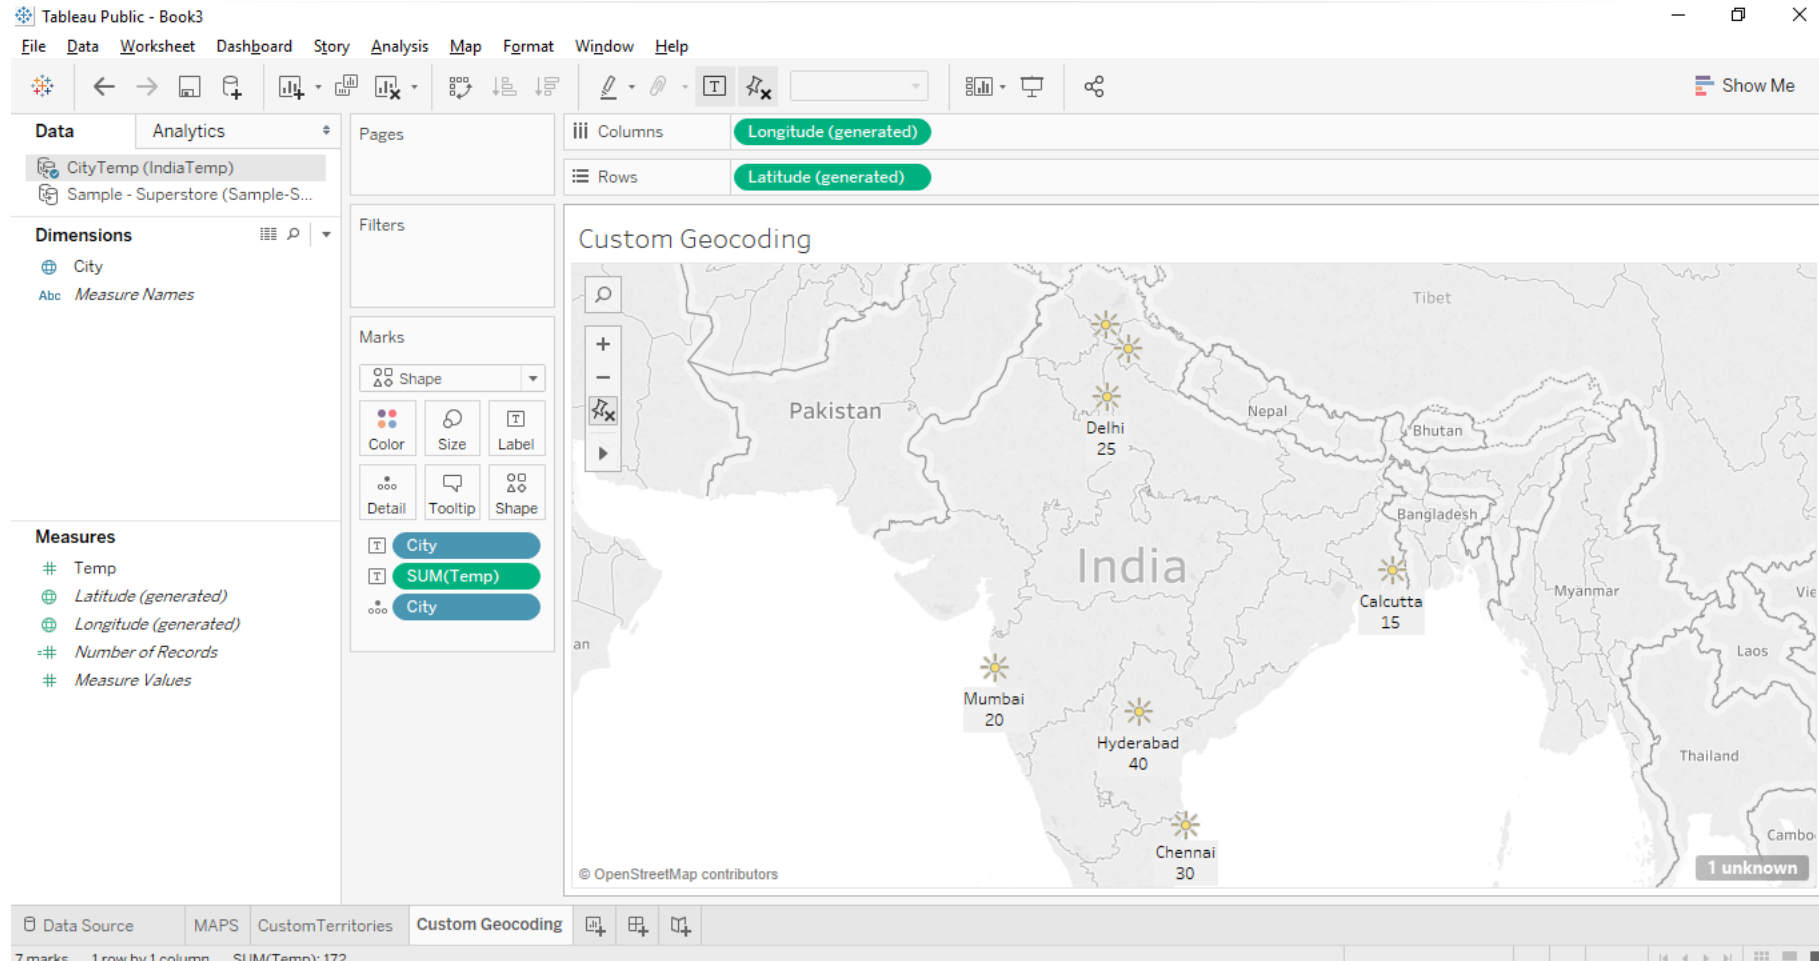 Tableau Public - Book3
File Data Worksheet Dashboard Story Analysis Map Format Window Help
Show Me
Data Analytics
CityTemp (IndiaTemp)
Sample - Superstore (Sample-S...
Dimensions
City
Abc Measure Names
Measures
Temp
Latitude (generated)
Longitude (generated)
Number of Records
Measure Values
Pages
Filters
Marks
Shape
Color Size Label
Detail Tooltip Shape
City
SUM(Temp)
City
Columns Longitude (generated)
Rows Latitude (generated)
Custom Geocoding
Tibet
Pakistan
Nepal
Delhi
25
Bhutan
Bangladesh
India
Calcutta
15
Myanmar
Vie
an
Laos
Mumbai
20
Hyderabad
40
Thailand
Cambo
Chennai
30
1 unknown
© OpenStreetMap contributors
Data Source MAPS CustomTerritories Custom Geocoding
7 marks 1 row by 1 column SUM(Temp): 172